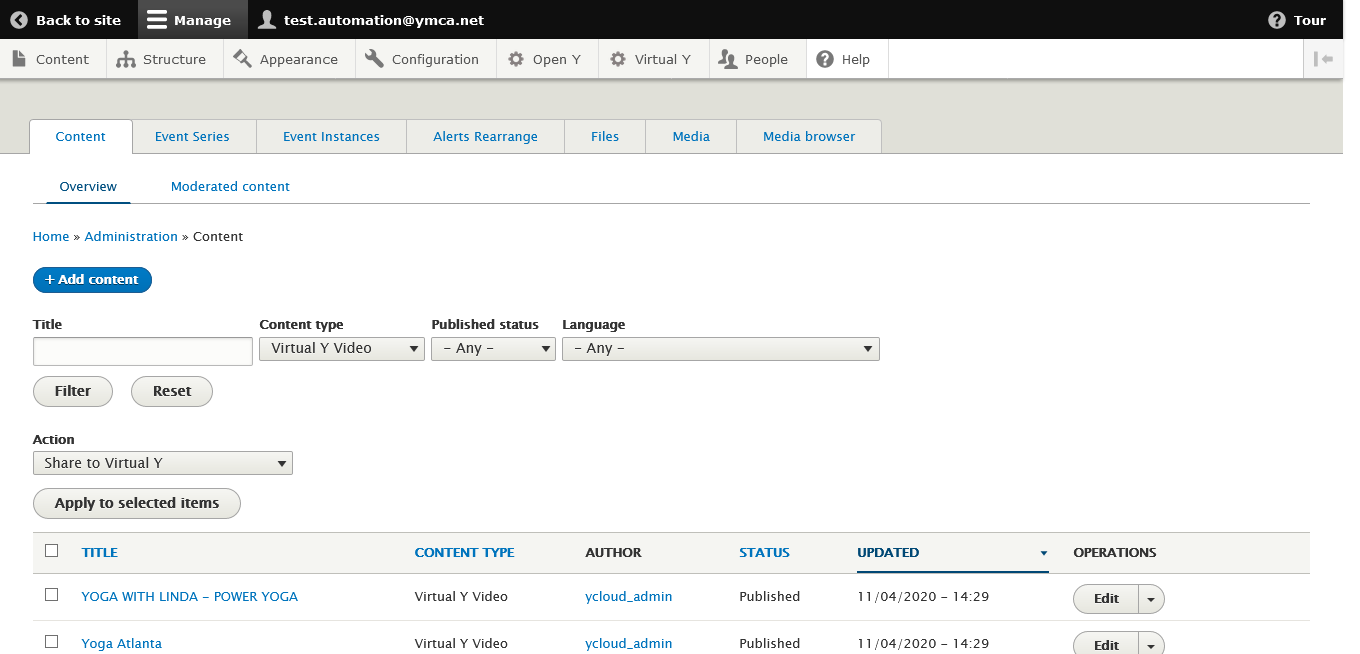 Back to site Manage test.automation@ymca.net Tour
Content Structure Appearance Configuration Open Y Virtual Y People Help
Content Event Series Event Instances Alerts Rearrange Files Media Media browser
Overview Moderated content
Home » Administration » Content
+ Add content
Title Content type Published status Language
Virtual Y Video - Any - - Any -
Filter Reset
Action
Share to Virtual Y
Apply to selected items
TITLE CONTENT TYPE AUTHOR STATUS UPDATED OPERATIONS
YOGA WITH LINDA – POWER YOGA Virtual Y Video ycloud_admin Published 11/04/2020 - 14:29 Edit
Yoga Atlanta Virtual Y Video ycloud_admin Published 11/04/2020 - 14:29 Edit